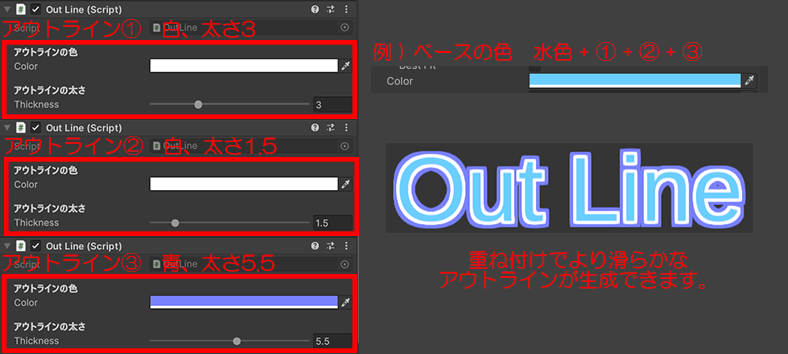 Out Line (Script)
アウトライン① 白、太さ3
Script OutLine
アウトラインの色
Color
アウトラインの太さ
Thickness 3
Out Line (Script)
アウトライン② 白、太さ1.5
Script OutLine
アウトラインの色
Color
アウトラインの太さ
Thickness 1.5
Out Line (Script)
アウトライン③ 青、太さ5.5
Script OutLine
アウトラインの色
Color
アウトラインの太さ
Thickness 5.5
例）ベースの色 水色 + ① + ② + ③
Best Fit
Color
Out Line
重ね付けでより滑らかな
アウトラインが生成できます。